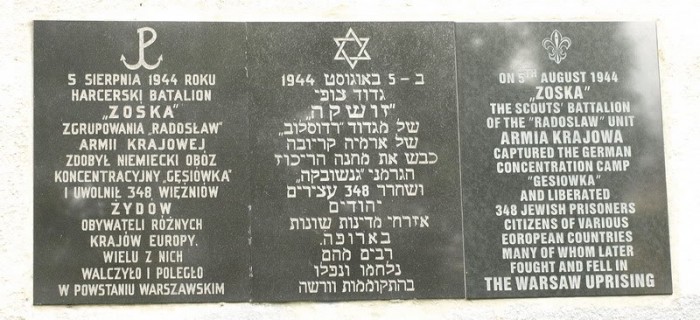 5 SIERPNIA 1944 ROKU
HARCERSKI BATALION
„ZOSKA”
ZGRUPOWANIA „RADOSŁAW”
ARMII KRAJOWEJ
ZDOBYŁ NIEMIECKI OBÓZ
KONCENTRACYJNY „GĘSIÓWKA”
I UWOLNIŁ 348 WIĘŹNIÓW
ŻYDÓW
OBYWATELI RÓŻNYCH
KRAJÓW EUROPY.
WIELU Z NICH
WALCZYŁO I POLEGŁO
W POWSTANIU WARSZAWSKIM
ב – 5 באוגוסט 1944
גדוד צופי
"זושקה"
של מגדוד "רדוסלוב"
של ארמיה קריובה
כבש את מחנה הריכוז
הגרמני "גנשובקה"
ושחרר 348 עצירים
יהודים
אזרחי מדינות שונות
בארופה.
רבים מהם
נלחמו ונפלו
בהתקוממות וורשה
ON 5TH AUGUST 1944
„ZOSKA”
THE SCOUTS' BATTALION
OF THE "RADOSLAW" UNIT
ARMIA KRAJOWA
CAPTURED THE GERMAN
CONCENTRATION CAMP
"GESIOWKA"
AND LIBERATED
348 JEWISH PRISONERS
CITIZENS OF VARIOUS
EOROPEAN COUNTRIES
MANY OF WHOM LATER
FOUGHT AND FELL IN
THE WARSAW UPRISING